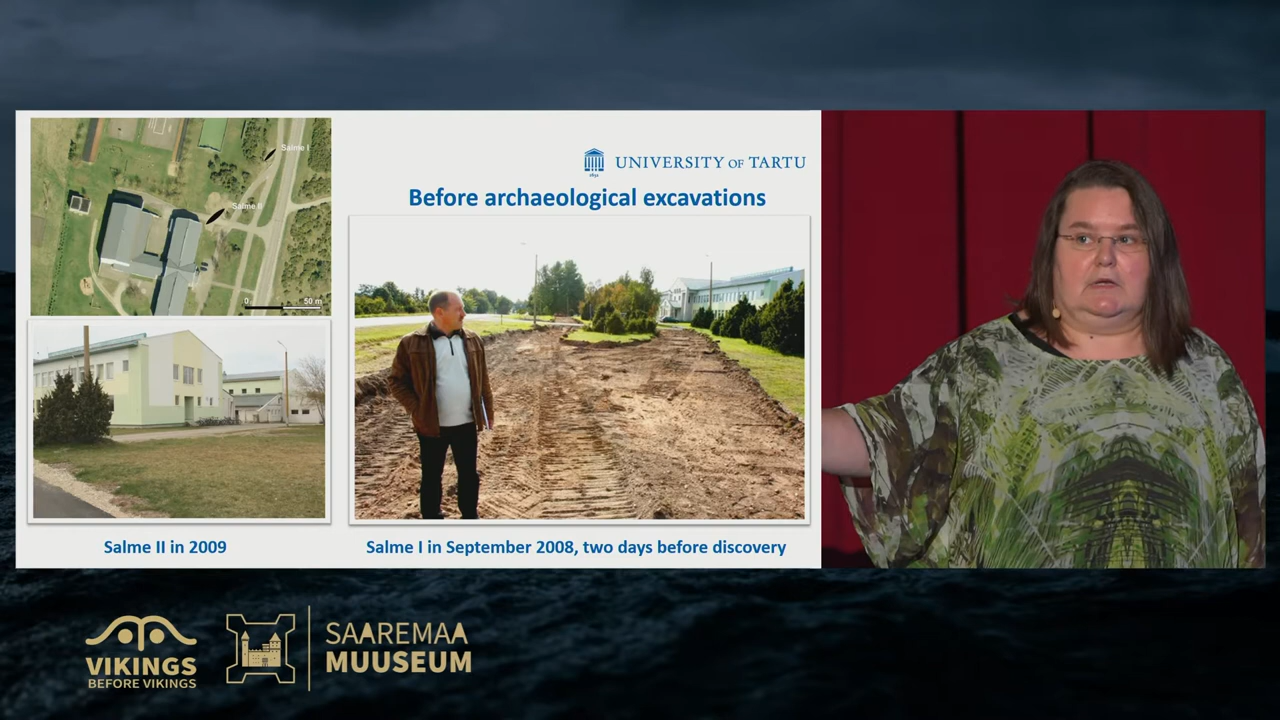 Salme I
Salme II
0 50 m
1632
UNIVERSITY OF TARTU
Before archaeological excavations
Salme II in 2009
Salme I in September 2008, two days before discovery
VIKINGS
BEFORE VIKINGS
SAAREMAA
MUUSEUM